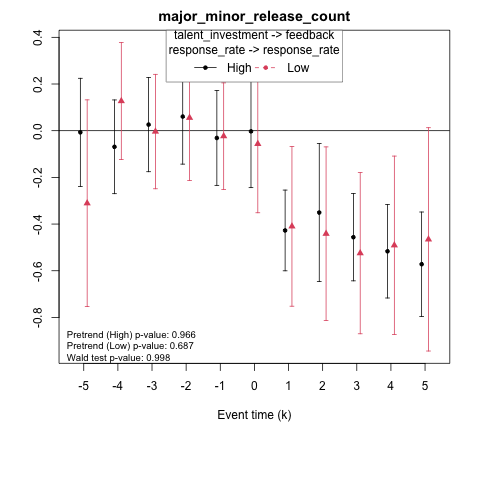 major_minor_release_count
talent_investment -> feedback
response_rate -> response_rate
High
Low
0.4
0.2
0.0
-0.2
-0.4
-0.6
-0.8
Pretrend (High) p-value: 0.966
Pretrend (Low) p-value: 0.687
Wald test p-value: 0.998
-5 -4 -3 -2 -1 0 1 2 3 4 5
Event time (k)